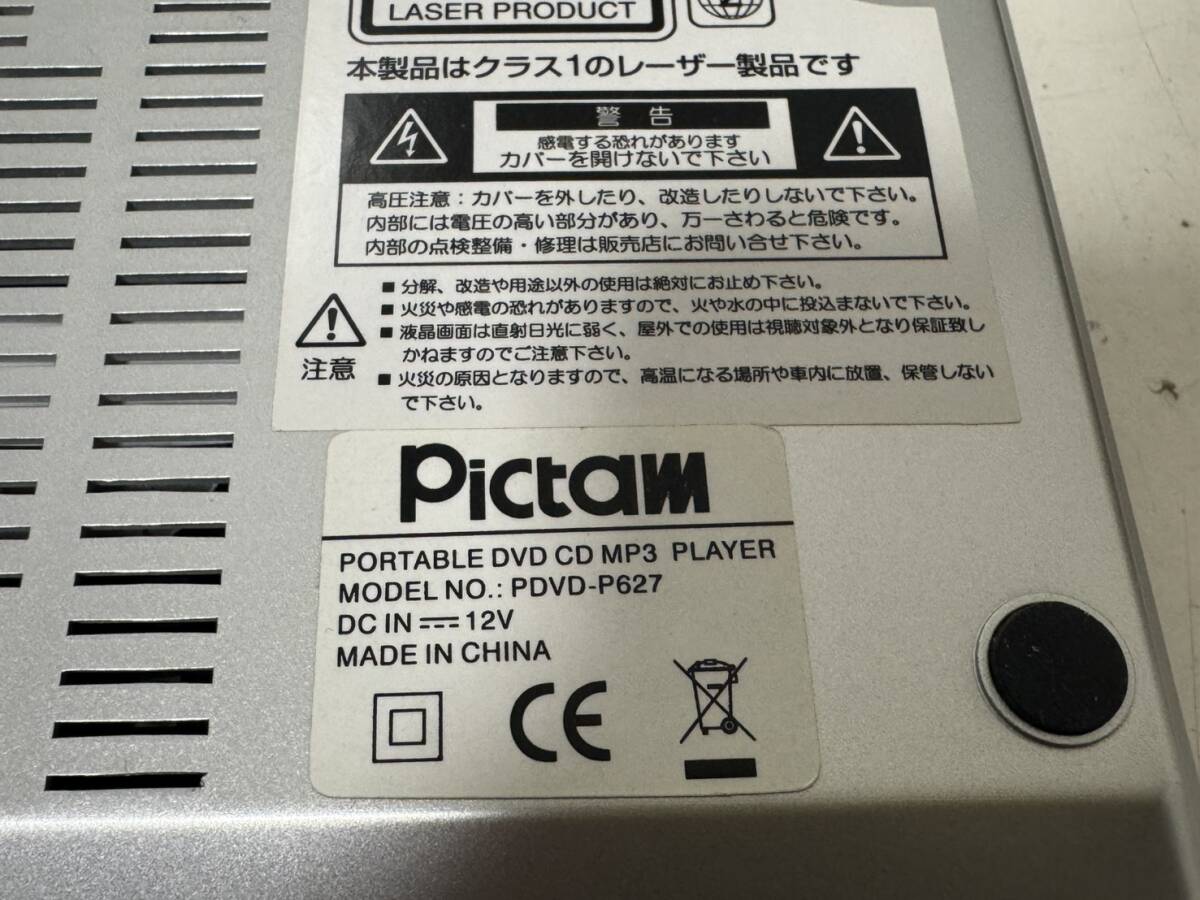 LASER PRODUCT
2
本製品はクラス1のレーザー製品です
警告
感電する恐れがあります
カバーを開けないで下さい
高圧注意：カバーを外したり、改造したりしないで下さい。
内部には電圧の高い部分があり、万一さわると危険です。
内部の点検整備・修理は販売店にお問い合せ下さい。
■ 分解、改造や用途以外の使用は絶対にお止め下さい。
■ 火災や感電の恐れがありますので、火や水の中に投込まないで下さい。
■ 液晶画面は直射日光に弱く、屋外での使用は視聴対象外となり保証致し
かねますのでご注意下さい。
■ 火災の原因となりますので、高温になる場所や車内に放置、保管しない
で下さい。
注意
Pictam
PORTABLE DVD CD MP3 PLAYER
MODEL NO.: PDVD-P627
DC IN ⎓ 12V
MADE IN CHINA
CE